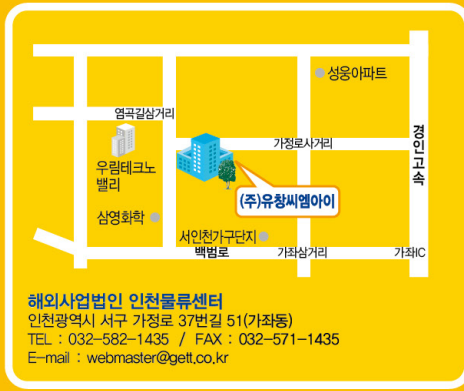 성웅아파트
염곡길삼거리
가정로사거리
경인고속
우림테크노
밸리
(주)유창씨엠아이
삼영화학
서인천가구단지
백범로
가좌삼거리
가좌IC
해외사업법인 인천물류센터
인천광역시 서구 가정로 37번길 51(가좌동)
TEL : 032-582-1435 / FAX : 032-571-1435
E-mail : webmaster@gett.co.kr